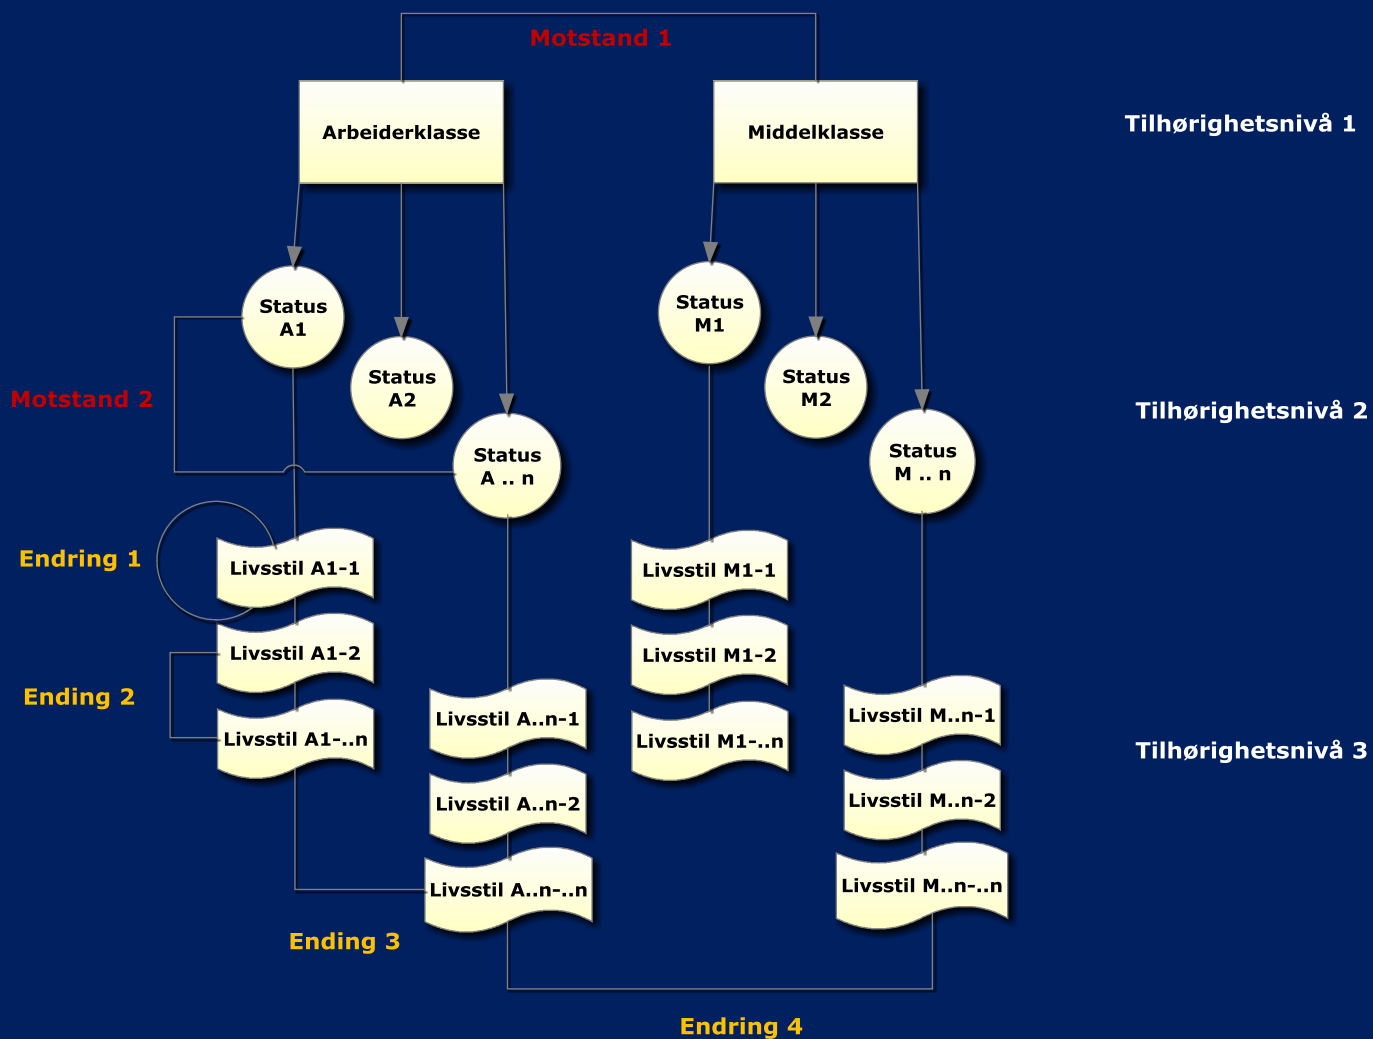 Motstand 1
Arbeiderklasse
Middelklasse
Tilhørighetsnivå 1
Status
A1
Status
M1
Status
A2
Status
M2
Motstand 2
Tilhørighetsnivå 2
Status
A .. n
Status
M .. n
Endring 1
Livsstil A1-1
Livsstil M1-1
Livsstil A1-2
Livsstil M1-2
Ending 2
Livsstil A..n-1
Livsstil M..n-1
Livsstil A1-..n
Livsstil M1-..n
Tilhørighetsnivå 3
Livsstil A..n-2
Livsstil M..n-2
Livsstil A..n-..n
Livsstil M..n-..n
Ending 3
Endring 4